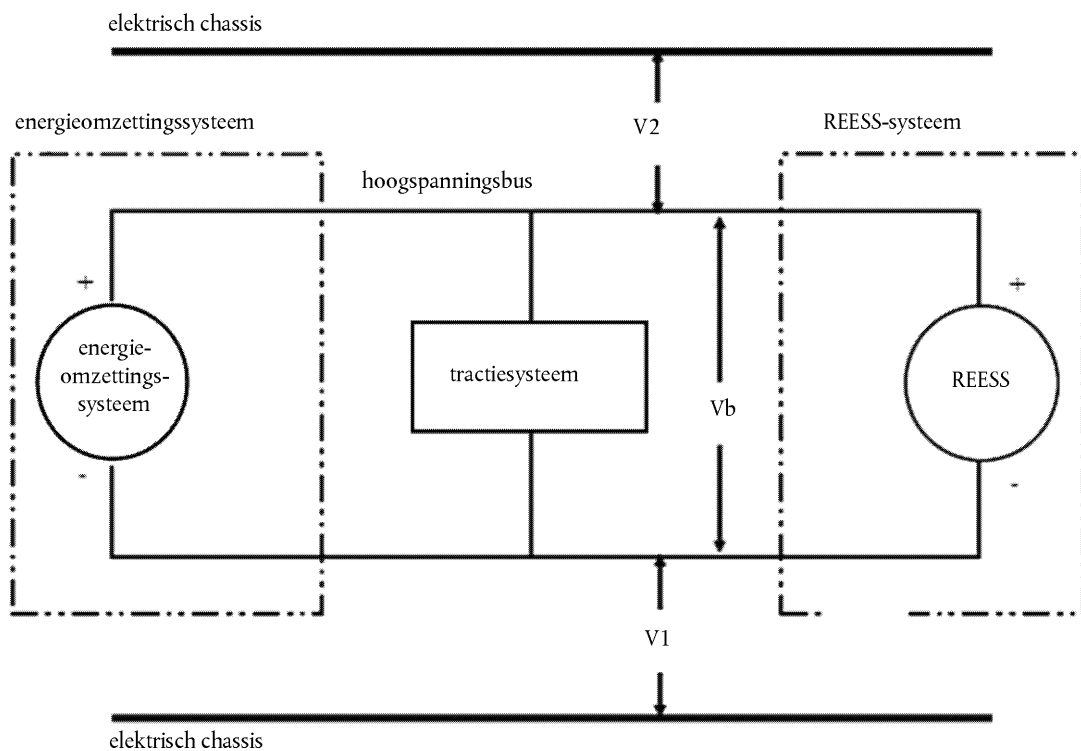 elektrisch chassis
energieomzettingssysteem
V2
REESS-systeem
hoogspanningsbus
+
+
energie-
omzettings-
systeem
tractiesysteem
REESS
Vb
-
-
V1
elektrisch chassis